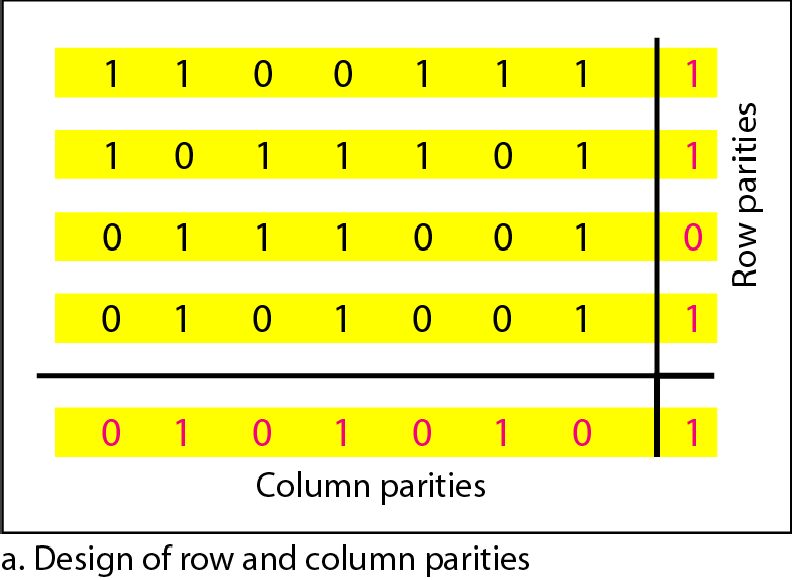 1 1 0 0 1 1 1 1
1 0 1 1 1 0 1 1
0 1 1 1 0 0 1 0
0 1 0 1 0 0 1 1
0 1 0 1 0 1 0 1
Row parities
Column parities
a. Design of row and column parities